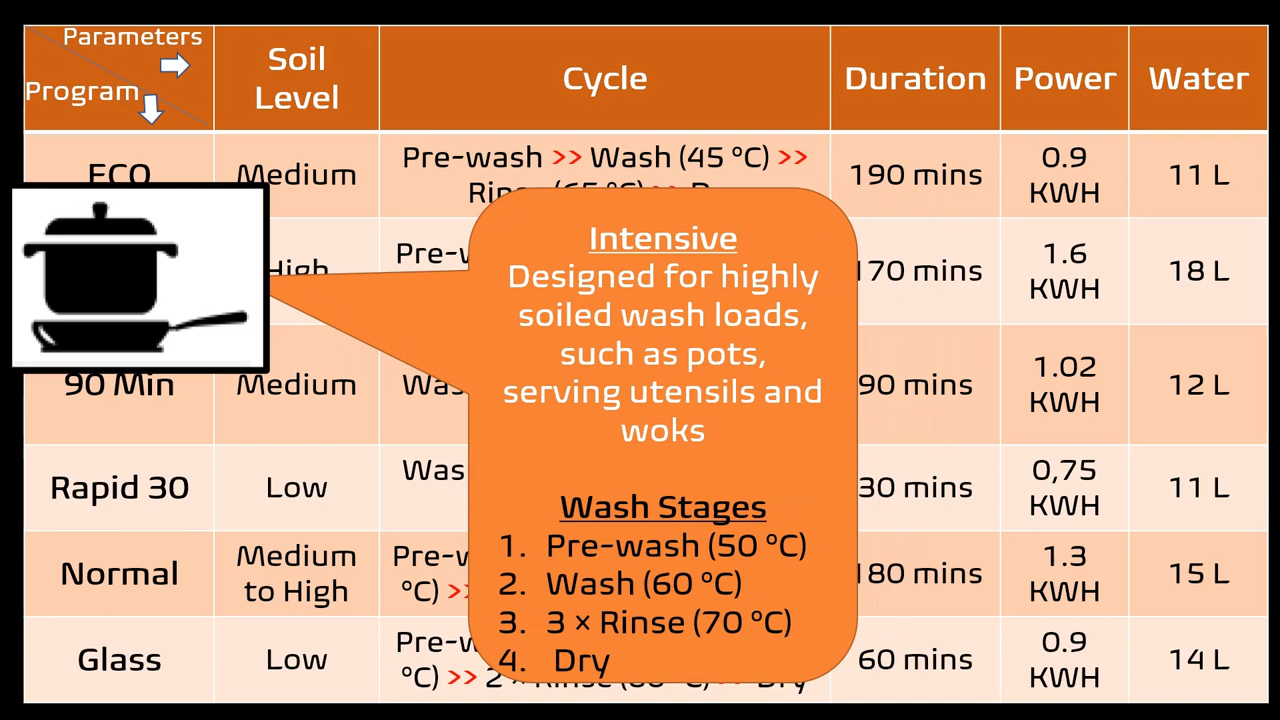 Parameters
Program
Soil
Level
Cycle
Duration
Power
Water
ECO
Medium
Pre-wash >> Wash (45 °C) >>
190 mins
0.9
KWH
11 L
High
Pre-w
170 mins
1.6
KWH
18 L
90 Min
Medium
Was
90 mins
1.02
KWH
12 L
Rapid 30
Low
Was
30 mins
0,75
KWH
11 L
Normal
Medium
to High
Pre-w
°C) >>
180 mins
1.3
KWH
15 L
Glass
Low
Pre-w
°C) >> 2 × Rinse (60 °C) >> Dry
60 mins
0.9
KWH
14 L
Intensive
Designed for highly
soiled wash loads,
such as pots,
serving utensils and
woks
Wash Stages
1. Pre-wash (50 °C)
2. Wash (60 °C)
3. 3 × Rinse (70 °C)
4. Dry